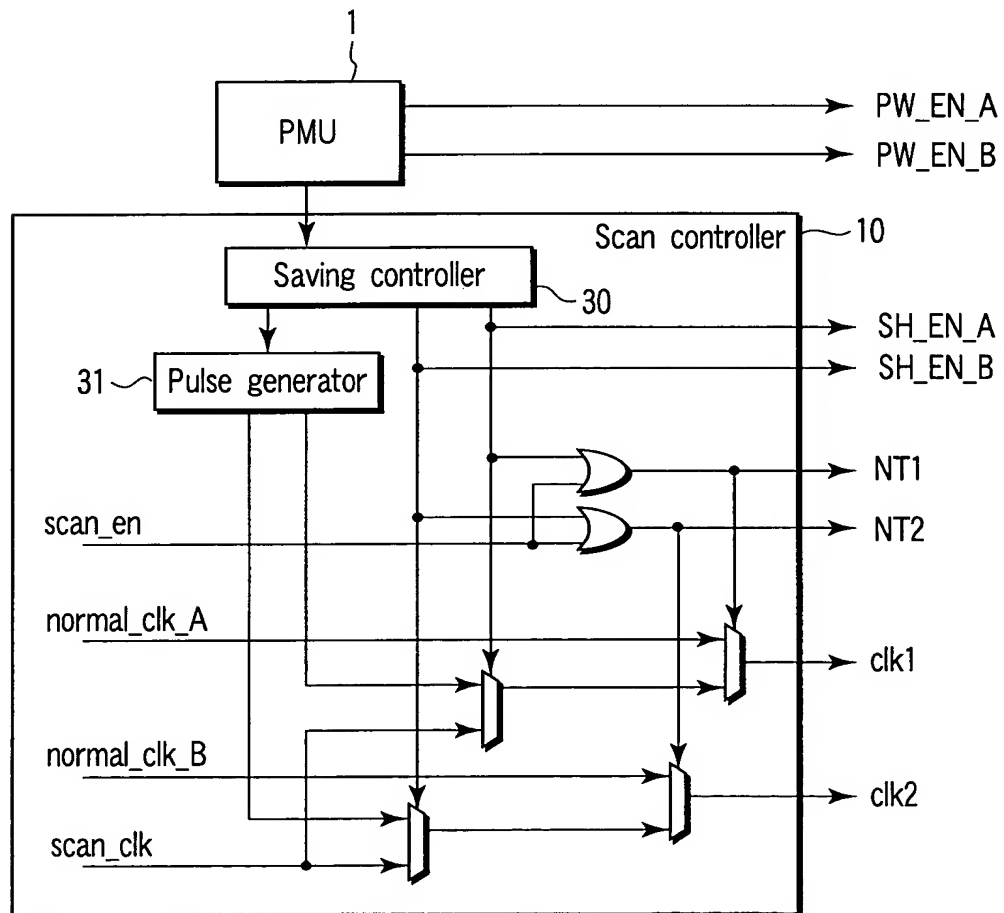 1
PMU
PW_EN_A
PW_EN_B
Scan controller
10
Saving controller
30
SH_EN_A
SH_EN_B
31
Pulse generator
NT1
scan_en
NT2
normal_clk_A
clk1
normal_clk_B
clk2
scan_clk